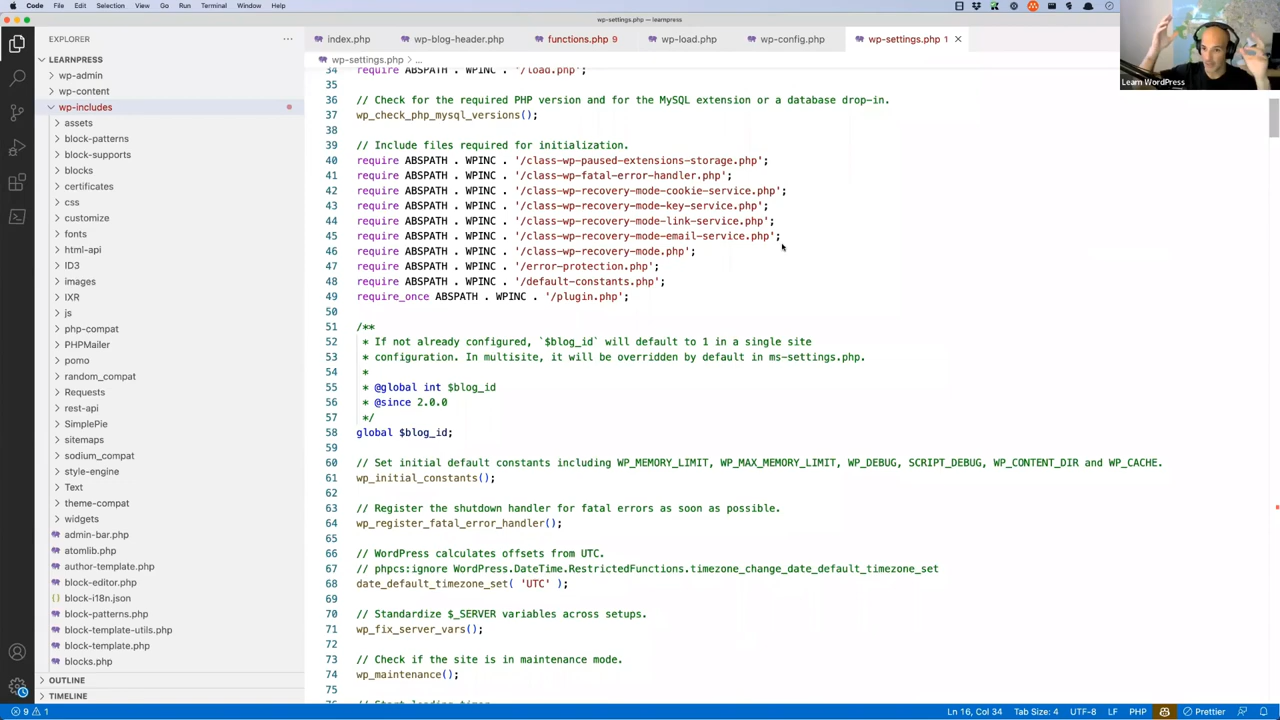 Code File Edit Selection View Go Run Terminal Window Help
wp-settings.php — learnpress
EXPLORER
LEARNPRESS
wp-admin
wp-content
wp-includes
assets
block-patterns
block-supports
blocks
certificates
css
customize
fonts
html-api
ID3
images
IXR
js
php-compat
PHPMailer
pomo
random_compat
Requests
rest-api
SimplePie
sitemaps
sodium_compat
style-engine
Text
theme-compat
widgets
admin-bar.php
atomlib.php
author-template.php
block-editor.php
block-i18n.json
block-patterns.php
block-template-utils.php
block-template.php
blocks.php
OUTLINE
TIMELINE
index.php wp-blog-header.php functions.php 9 wp-load.php wp-config.php wp-settings.php 1
wp-settings.php > ...
34 require ABSPATH . WPINC . '/load.php';
35
36 // Check for the required PHP version and for the MySQL extension or a database drop-in.
37 wp_check_php_mysql_versions();
38
39 // Include files required for initialization.
40 require ABSPATH . WPINC . '/class-wp-paused-extensions-storage.php';
41 require ABSPATH . WPINC . '/class-wp-fatal-error-handler.php';
42 require ABSPATH . WPINC . '/class-wp-recovery-mode-cookie-service.php';
43 require ABSPATH . WPINC . '/class-wp-recovery-mode-key-service.php';
44 require ABSPATH . WPINC . '/class-wp-recovery-mode-link-service.php';
45 require ABSPATH . WPINC . '/class-wp-recovery-mode-email-service.php';
46 require ABSPATH . WPINC . '/class-wp-recovery-mode.php';
47 require ABSPATH . WPINC . '/error-protection.php';
48 require ABSPATH . WPINC . '/default-constants.php';
49 require_once ABSPATH . WPINC . '/plugin.php';
50
51 /**
52 * If not already configured, `$blog_id` will default to 1 in a single site
53 * configuration. In multisite, it will be overridden by default in ms-settings.php.
54 *
55 * @global int $blog_id
56 * @since 2.0.0
57 */
58 global $blog_id;
59
60 // Set initial default constants including WP_MEMORY_LIMIT, WP_MAX_MEMORY_LIMIT, WP_DEBUG, SCRIPT_DEBUG, WP_CONTENT_DIR and WP_CACHE.
61 wp_initial_constants();
62
63 // Register the shutdown handler for fatal errors as soon as possible.
64 wp_register_fatal_error_handler();
65
66 // WordPress calculates offsets from UTC.
67 // phpcs:ignore WordPress.DateTime.RestrictedFunctions.timezone_change_date_default_timezone_set
68 date_default_timezone_set( 'UTC' );
69
70 // Standardize $_SERVER variables across setups.
71 wp_fix_server_vars();
72
73 // Check if the site is in maintenance mode.
74 wp_maintenance();
75
Learn WordPress
9 1
Ln 16, Col 34 Tab Size: 4 UTF-8 LF PHP Prettier